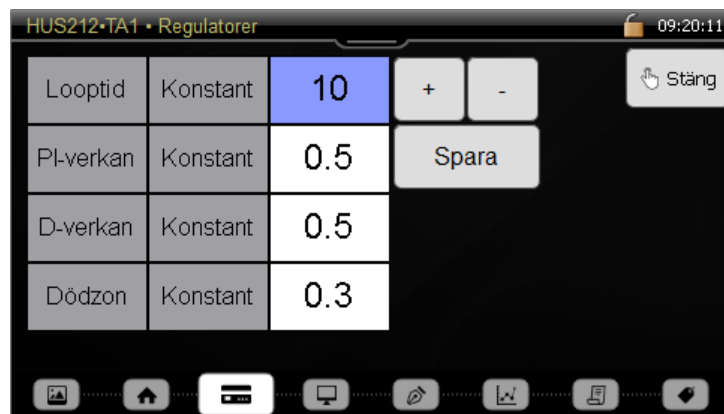 HUS212•TA1 • Regulatorer 09:20:11
Looptid Konstant 10 + - Stäng
PI-verkan Konstant 0.5 Spara
D-verkan Konstant 0.5
Dödzon Konstant 0.3